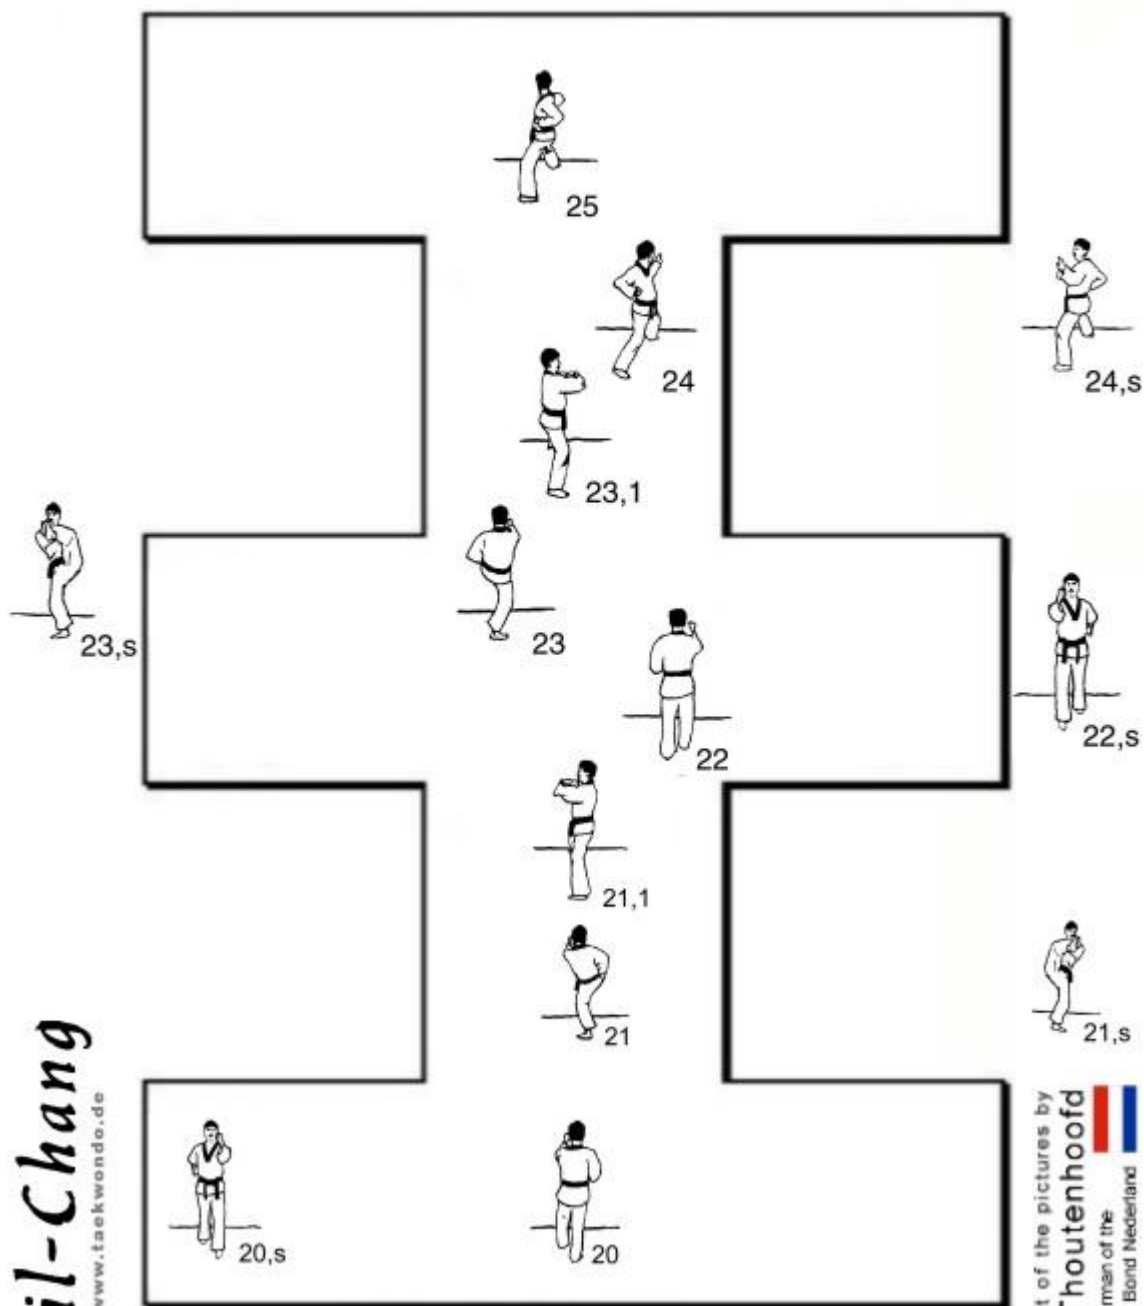 25
24
24,s
23,1
23
23,s
22
22,s
21,1
21
21,s
20,s
20
il-Chang
www.taekwondo.de
t of the pictures by
houtenhoofd
rman of the
Bond Nederland